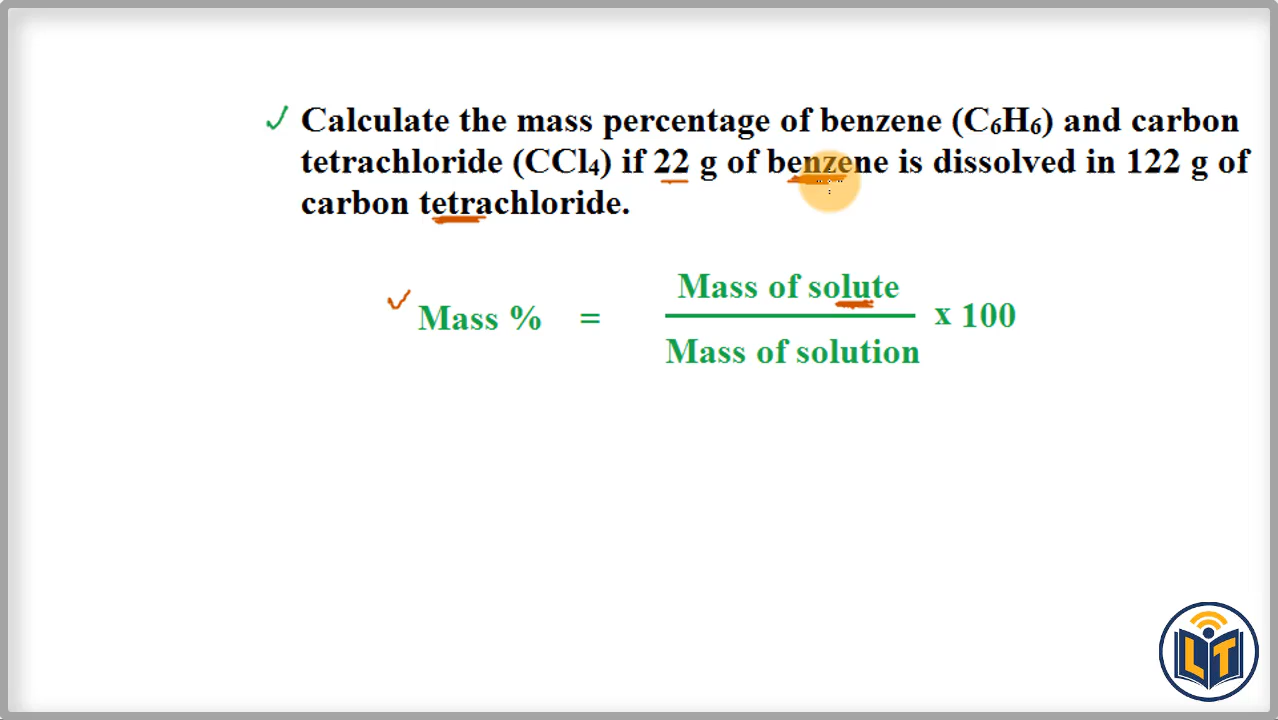 Calculate the mass percentage of benzene (C₆H₆) and carbon
tetrachloride (CCl₄) if 22 g of benzene is dissolved in 122 g of
carbon tetrachloride.
Mass % = Mass of solute x 100
Mass of solution
LT